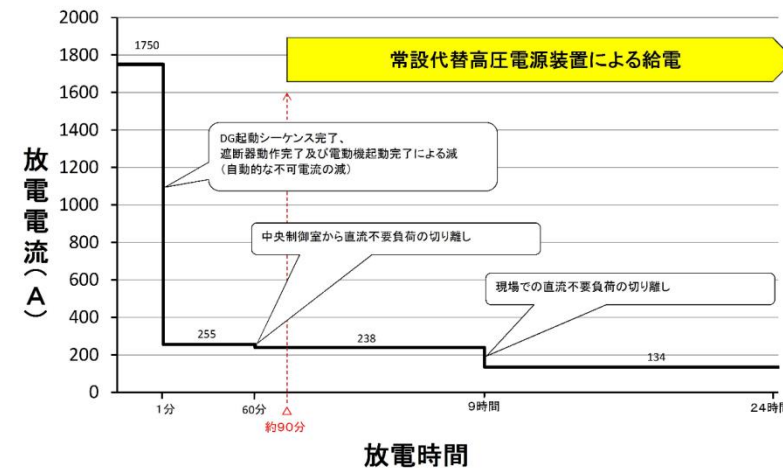 2000
1800
1600
1400
1200
1000
800
600
400
200
0
放電電流(A)
1750
255
238
134
常設代替高圧電源装置による給電
DG起動シーケンス完了、
遮断器動作完了及び電動機起動完了による減
(自動的な不可電流の減)
中央制御室から直流不要負荷の切り離し
現場での直流不要負荷の切り離し
1分
60分
9時間
24時間
約90分
放電時間